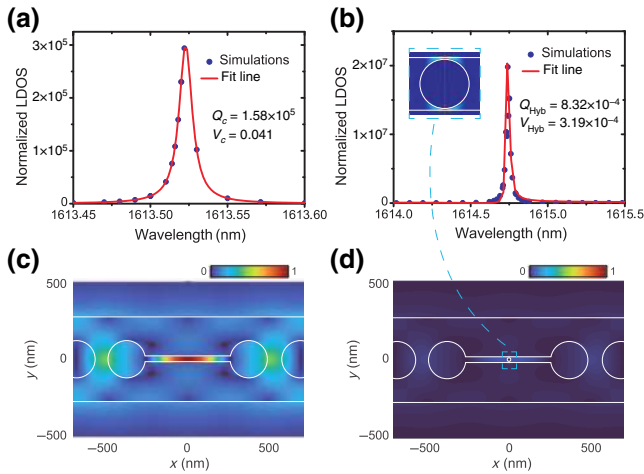 (a)
3×10⁵
2×10⁵
1×10⁵
0
Normalized LDOS
Simulations
Fit line
Q_c = 1.58×10⁵
V_c = 0.041
1613.45 1613.50 1613.55 1613.60
Wavelength (nm)
(b)
2×10⁷
1×10⁷
0
Normalized LDOS
Simulations
Fit line
Q_Hyb = 8.32×10⁻⁴
V_Hyb = 3.19×10⁻⁴
1614.0 1614.5 1615.0 1615.5
Wavelength (nm)
(c)
0 1
500
0
−500
y (nm)
−500 0 500
x (nm)
(d)
0 1
500
0
−500
y (nm)
−500 0 500
x (nm)